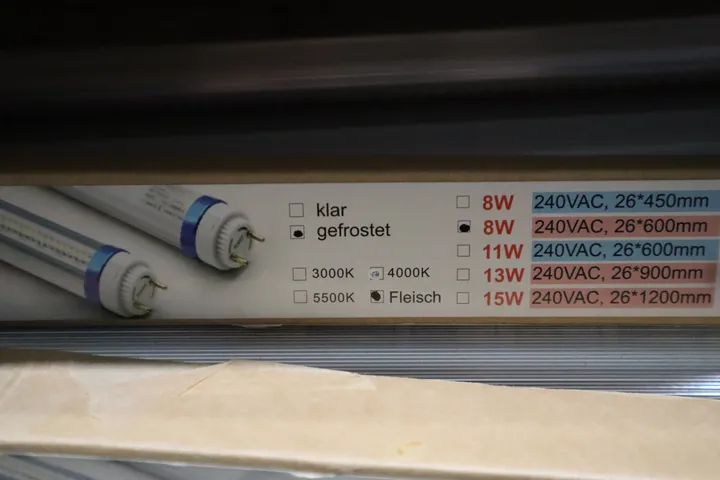 klar
gefrostet
3000K 4000K
5500K Fleisch
8W 240VAC, 26*450mm
8W 240VAC, 26*600mm
11W 240VAC, 26*600mm
13W 240VAC, 26*900mm
15W 240VAC, 26*1200mm